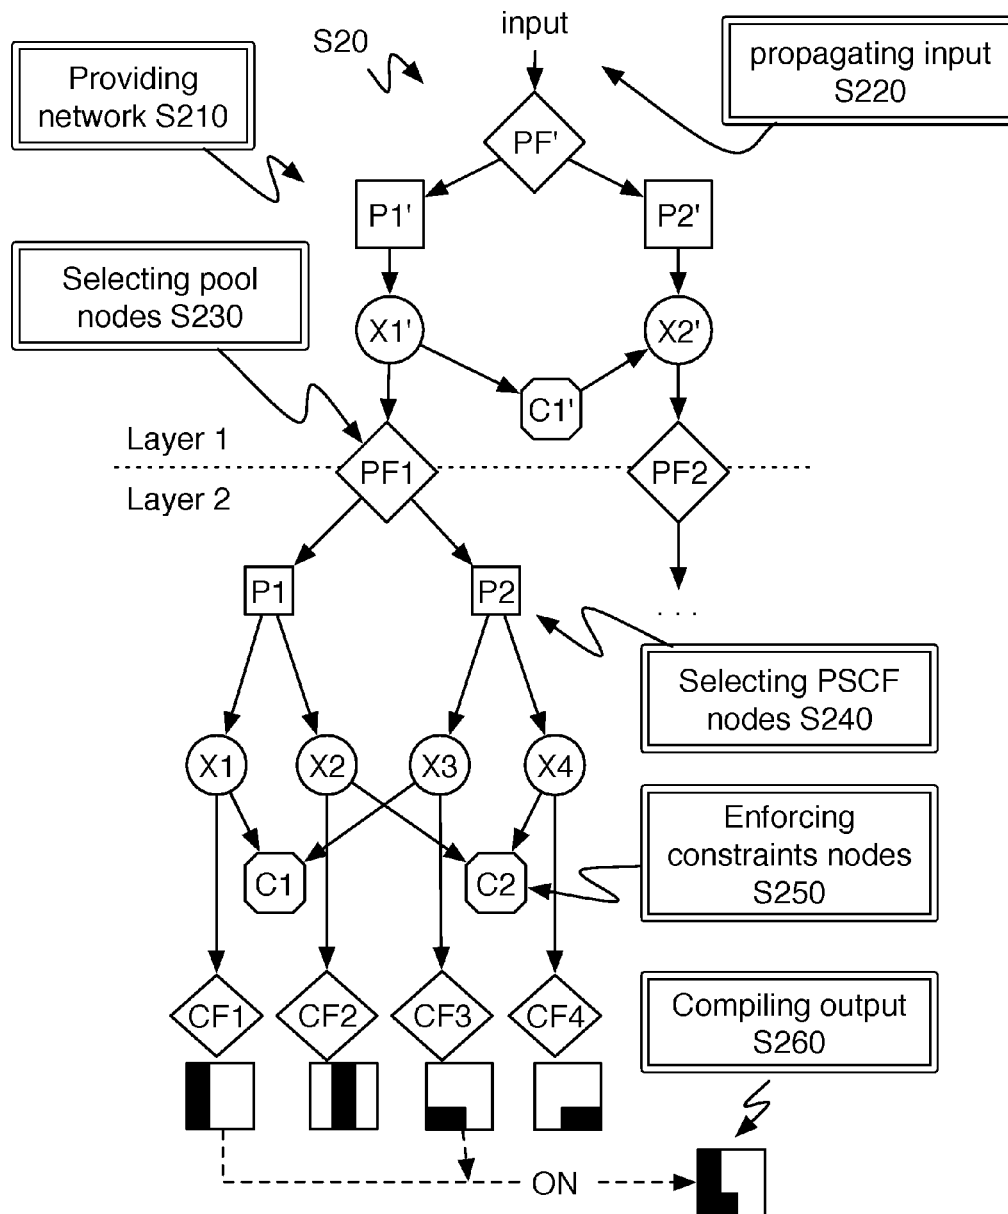 input
S20
Providing
network S210
propagating input
S220
PF'
P1'
P2'
Selecting pool
nodes S230
X1'
X2'
C1'
Layer 1
PF1
PF2
Layer 2
P1
P2
. . .
Selecting PSCF
nodes S240
X1
X2
X3
X4
Enforcing
constraints nodes
S250
C1
C2
CF1
CF2
CF3
CF4
Compiling output
S260
ON